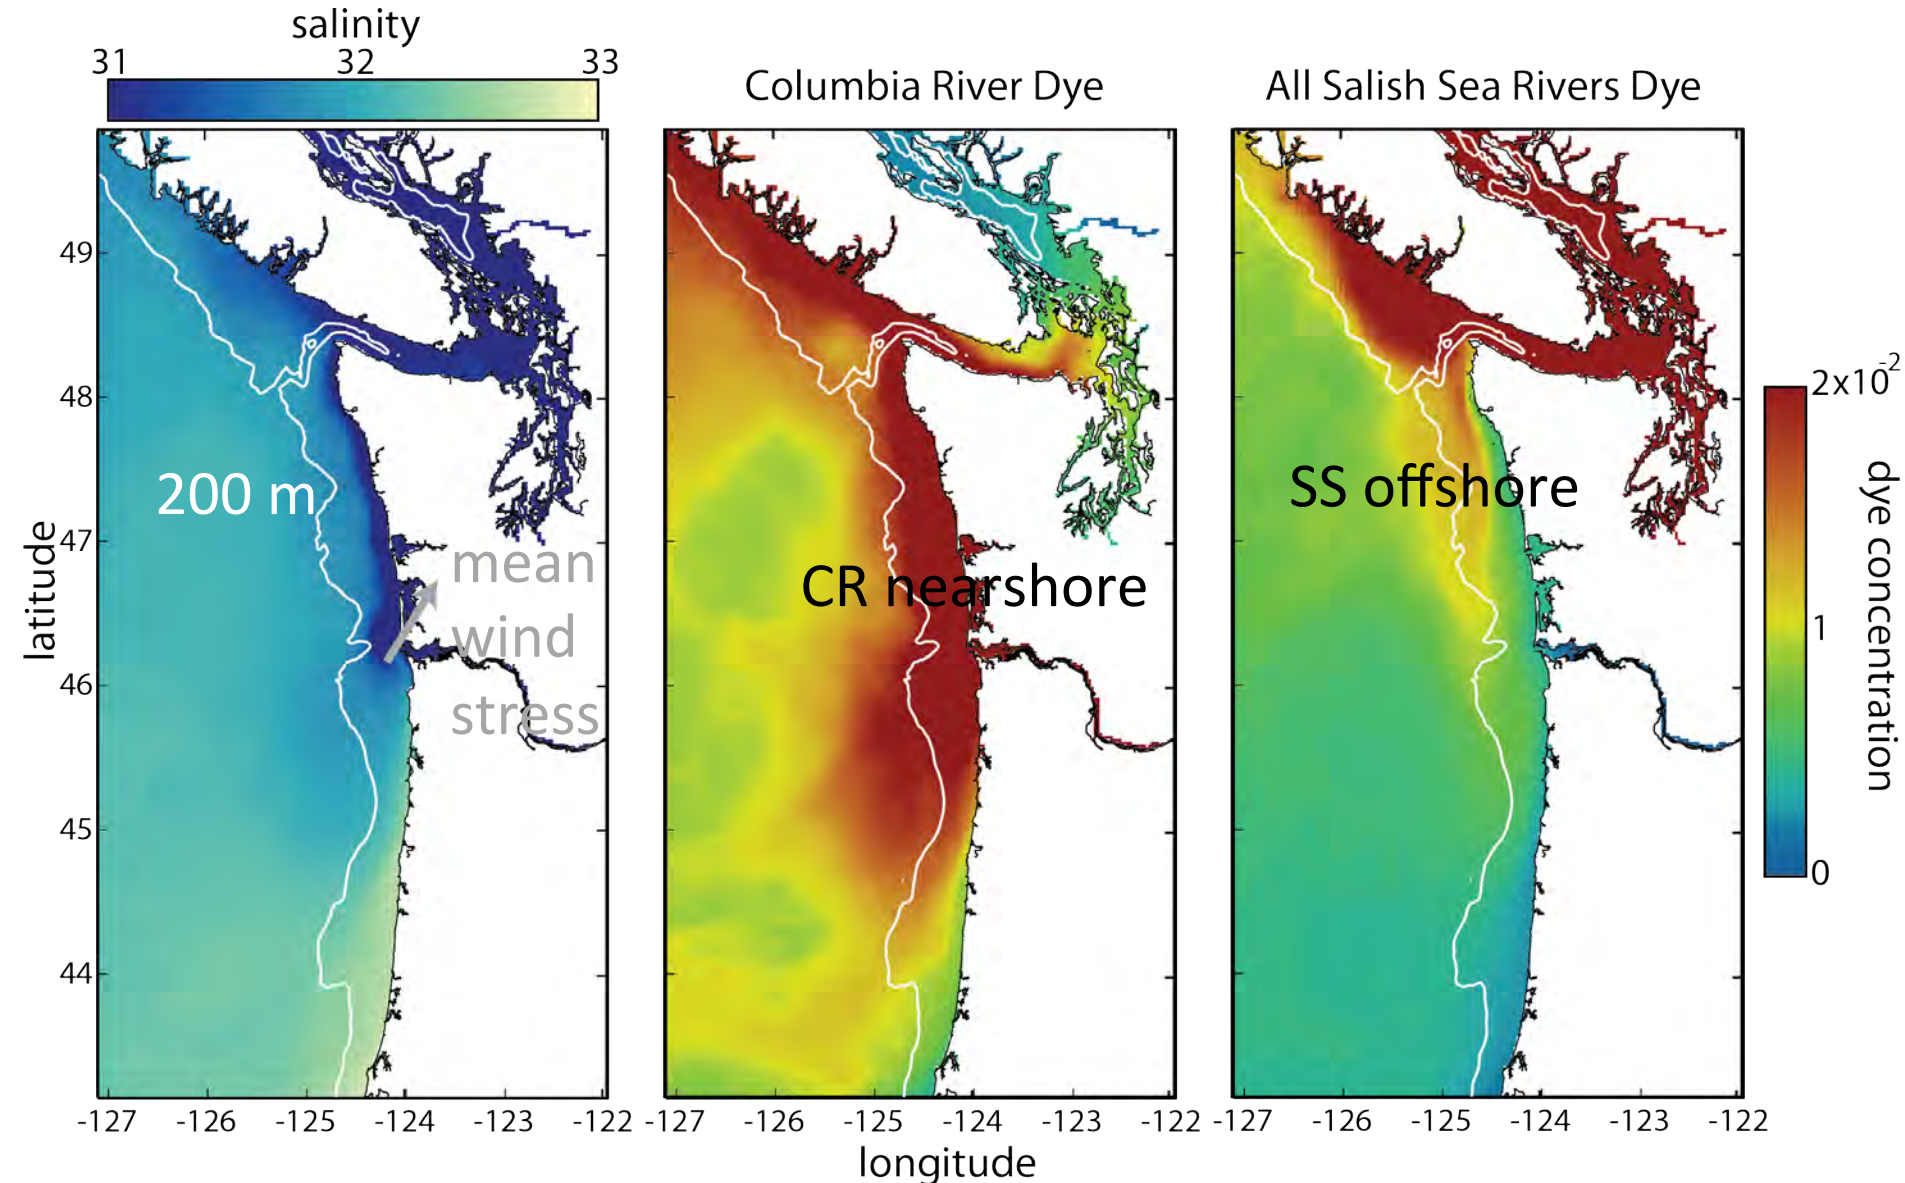 salinity
31 32 33
Columbia River Dye
All Salish Sea Rivers Dye
49
48
47
46
45
44
latitude
200 m
mean
wind
stress
CR nearshore
SS offshore
2x10-2
1
0
dye concentration
-127 -126 -125 -124 -123 -122
-127 -126 -125 -124 -123 -122
-127 -126 -125 -124 -123 -122
longitude